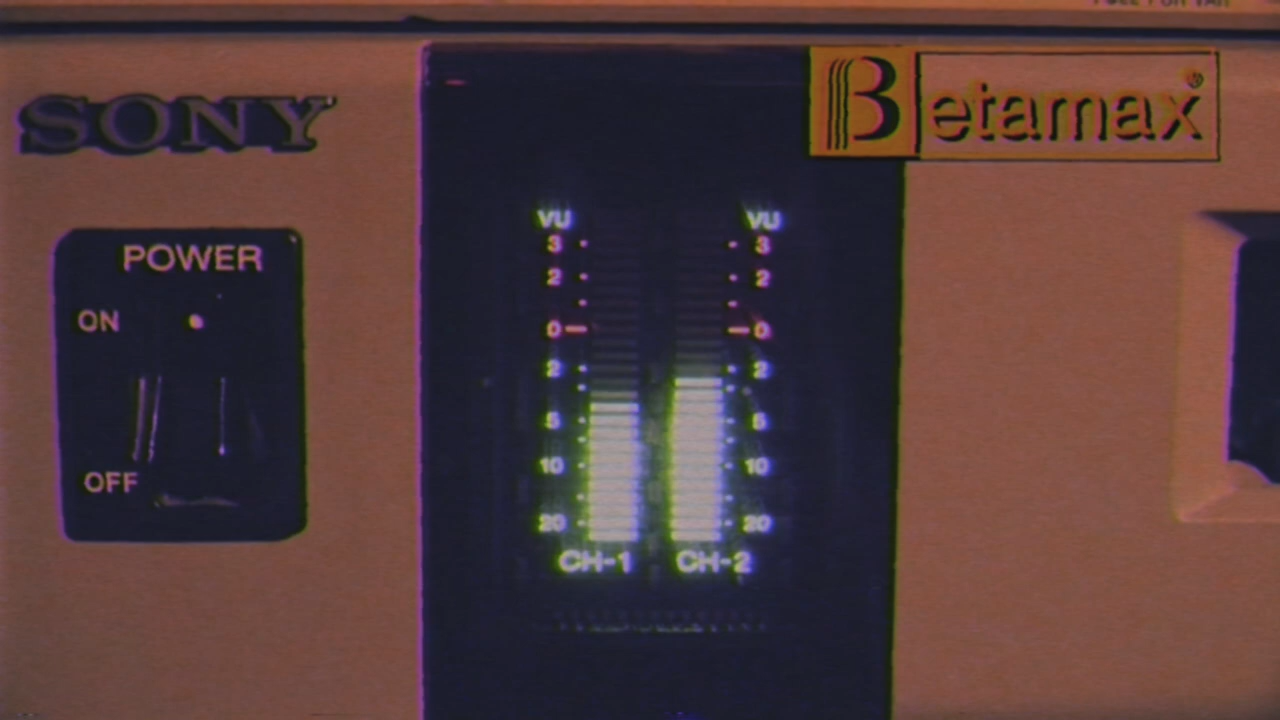 SONY
Betamax®
POWER
ON
OFF
VU VU
3 3
2 2
0 0
2 2
5 5
10 10
20 20
CH-1 CH-2